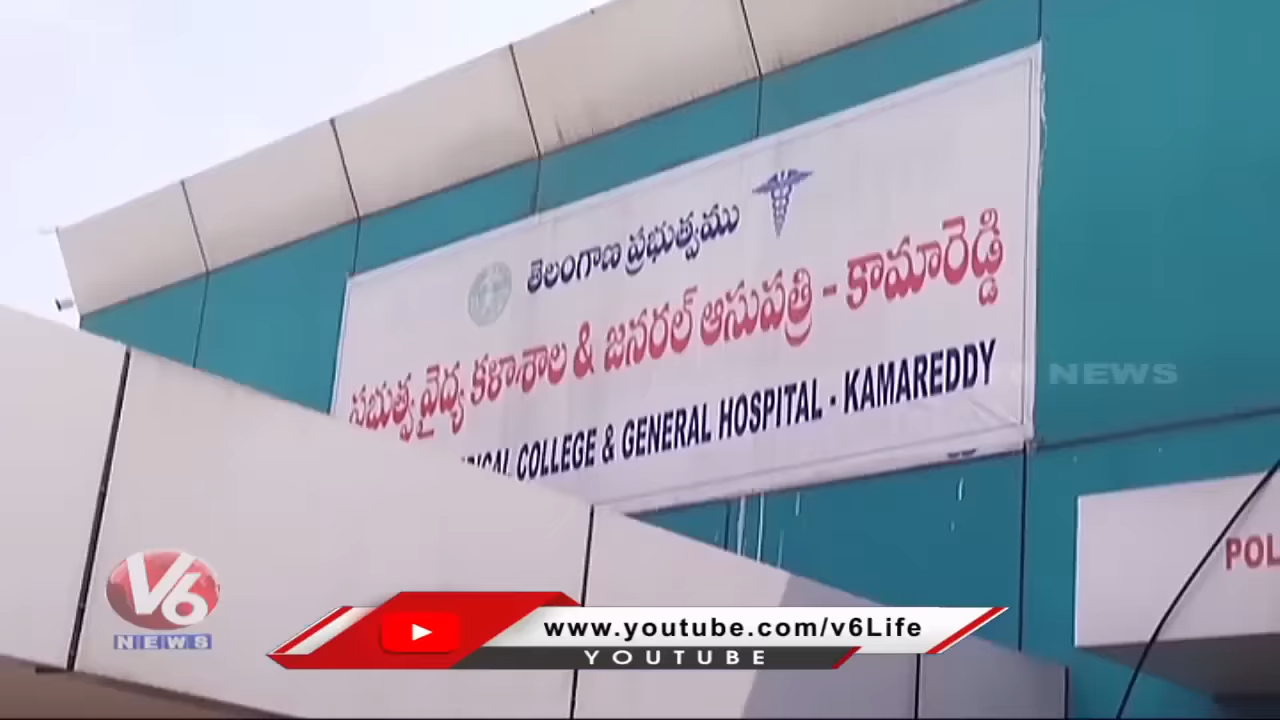 తెలంగాణ ప్రభుత్వము
ప్రభుత్వ వైద్య కళాశాల & జనరల్ ఆసుపత్రి - కామారెడ్డి
COLLEGE & GENERAL HOSPITAL - KAMAREDDY
NEWS
POL
V6
NEWS
www.youtube.com/v6Life
YOUTUBE